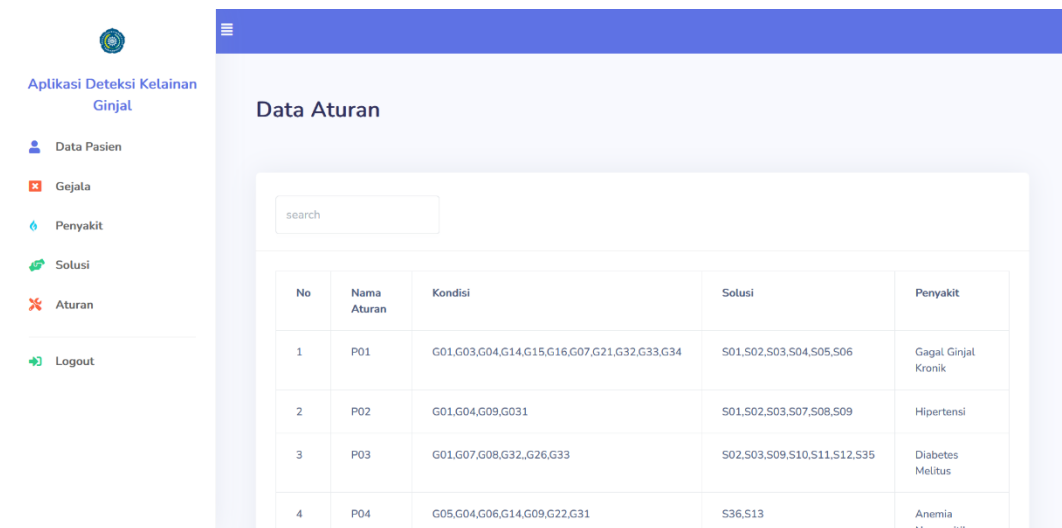 Aplikasi Deteksi Kelainan
Ginjal
Data Pasien
Gejala
Penyakit
Solusi
Aturan
Logout
Data Aturan
search
No Nama Kondisi Solusi Penyakit
Aturan
1 P01 G01,G03,G04,G14,G15,G16,G07,G21,G32,G33,G34 S01,S02,S03,S04,S05,S06 Gagal Ginjal
Kronik
2 P02 G01,G04,G09,G031 S01,S02,S03,S07,S08,S09 Hipertensi
3 P03 G01,G07,G08,G32,,G26,G33 S02,S03,S09,S10,S11,S12,S35 Diabetes
Melitus
4 P04 G05,G04,G06,G14,G09,G22,G31 S36,S13 Anemia